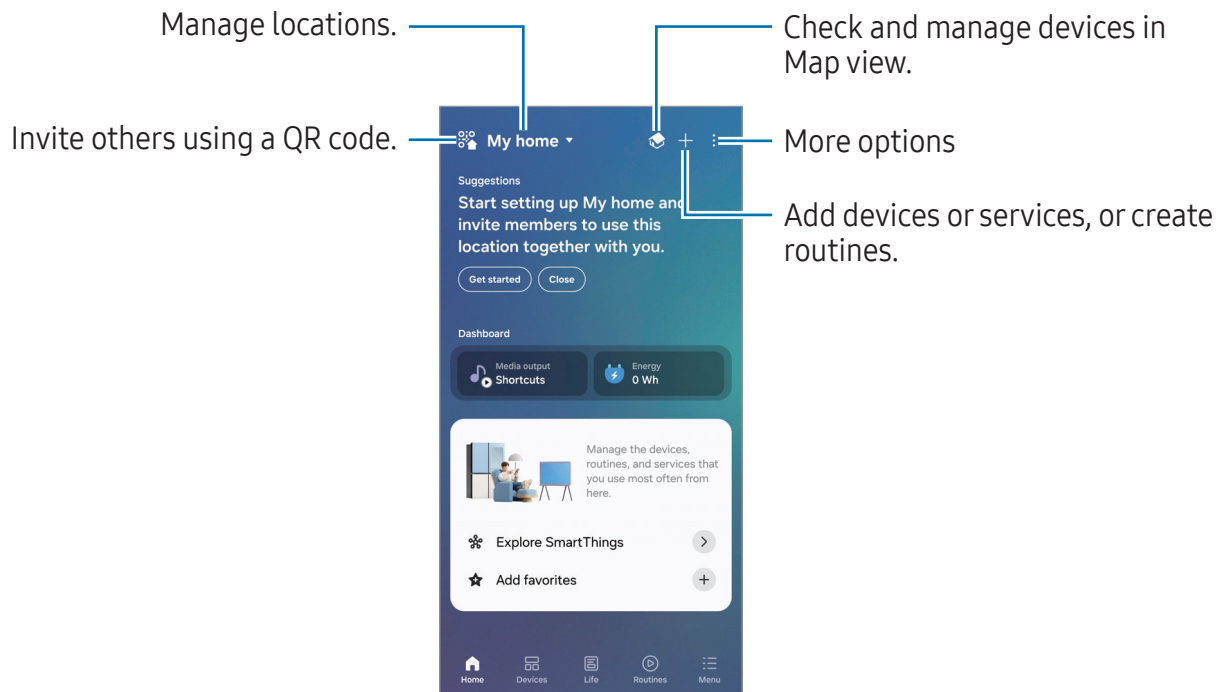 Manage locations.
Check and manage devices in
Map view.
Invite others using a QR code.
My home
More options
Suggestions
Start setting up My home and
invite members to use this
location together with you.
Add devices or services, or create
routines.
Get started
Close
Dashboard
Media output
Shortcuts
Energy
0 Wh
Manage the devices,
routines, and services that
you use most often from
here.
Explore SmartThings
Add favorites
Home
Devices
Life
Routines
Menu